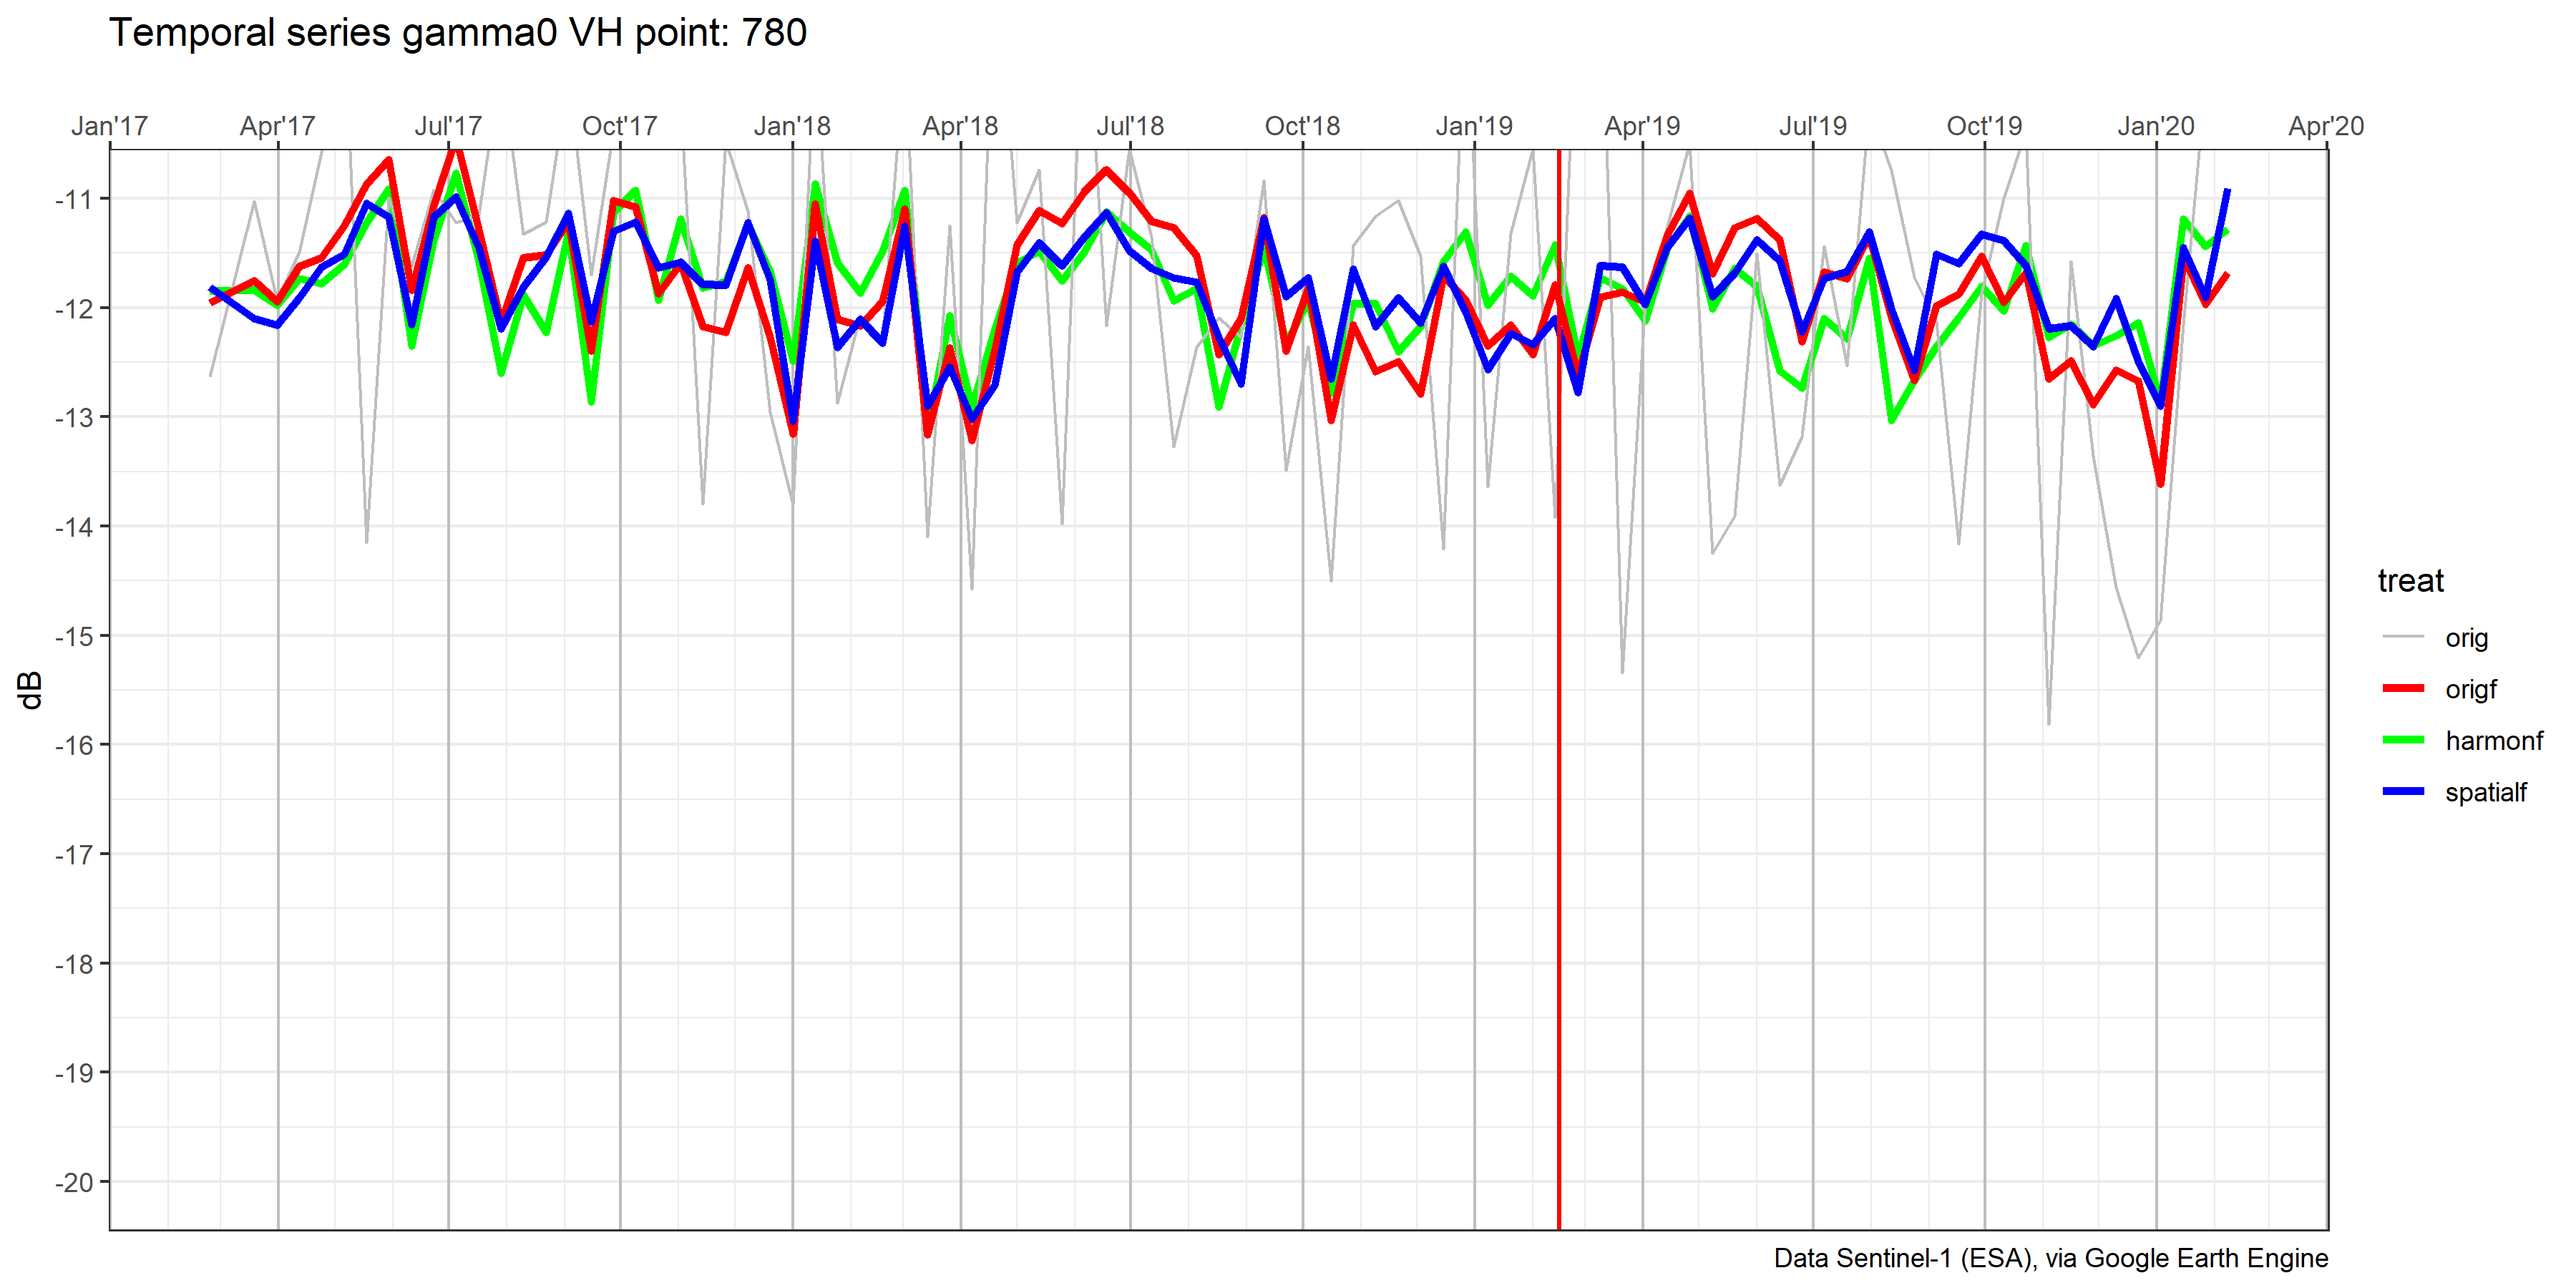 Temporal series gamma0 VH point: 780
Jan'17 Apr'17 Jul'17 Oct'17 Jan'18 Apr'18 Jul'18 Oct'18 Jan'19 Apr'19 Jul'19 Oct'19 Jan'20 Apr'20
-11
-12
-13
-14
-15
-16
-17
-18
-19
-20
dB
treat
orig
origf
harmonf
spatialf
Data Sentinel-1 (ESA), via Google Earth Engine